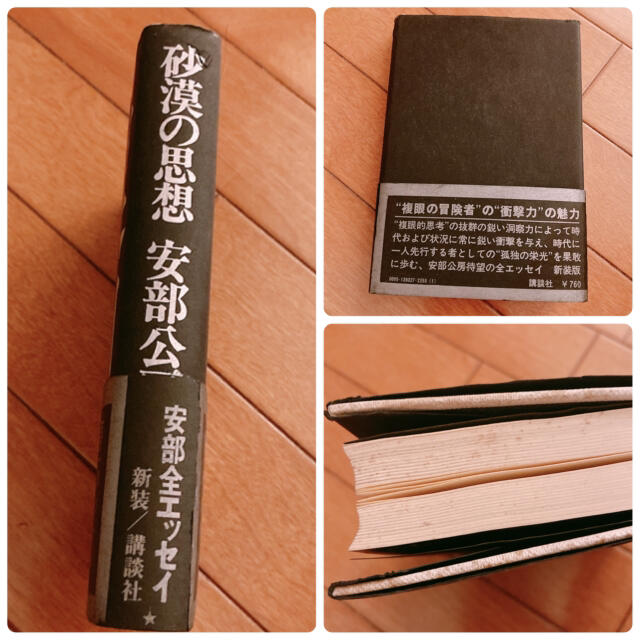 砂漠の思想 安部公
安部全エッセイ
新装/講談社
★
“複眼の冒険者”の“衝撃力”の魅力
“複眼的思考”の抜群の鋭い洞察力によって時
代および状況に常に鋭い衝撃を与え、時代に
一人先行する者としての“孤独の栄光”を果敢
に歩む、安部公房待望の全エッセイ 新装版
0095-126027-2253 (1) 講談社 ¥760